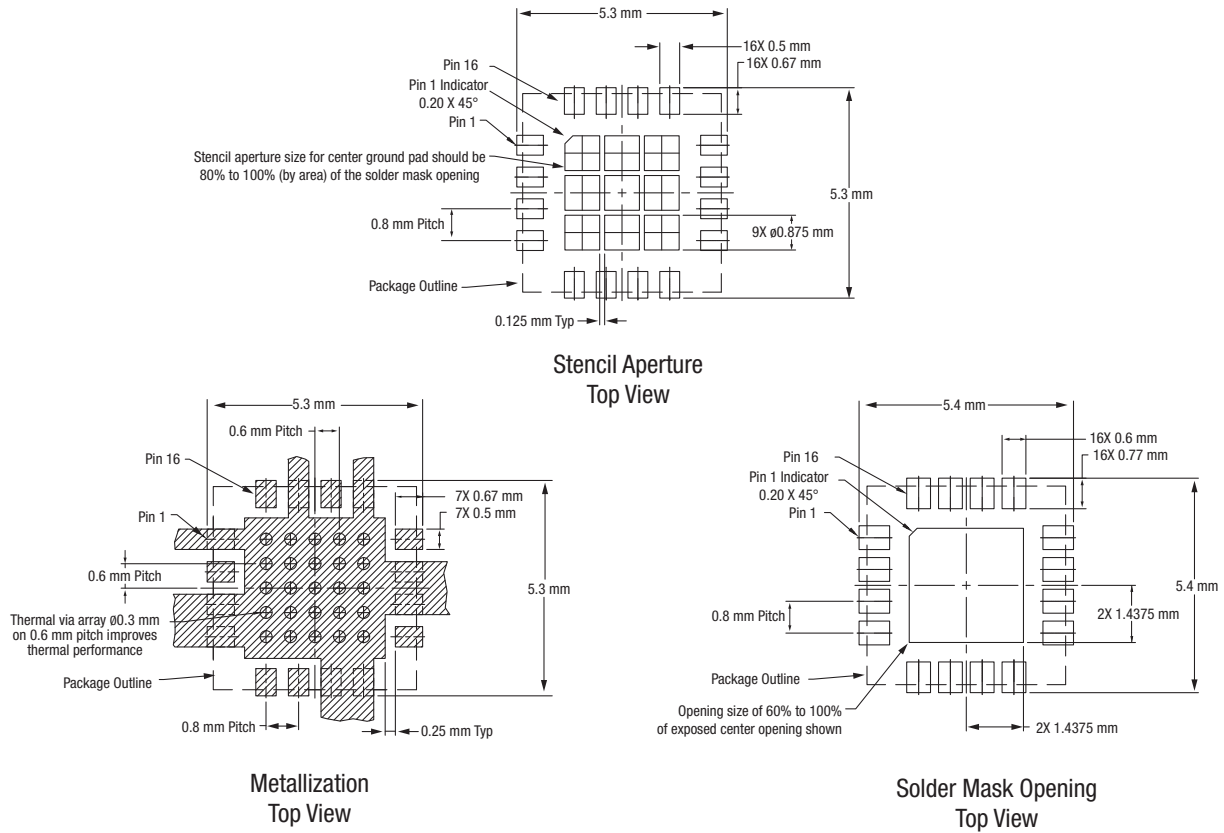 5.3 mm
16X 0.5 mm
16X 0.67 mm
Pin 16
Pin 1 Indicator
0.20 X 45°
Pin 1
Stencil aperture size for center ground pad should be
80% to 100% (by area) of the solder mask opening
5.3 mm
0.8 mm Pitch
9X ø0.875 mm
Package Outline
0.125 mm Typ
Stencil Aperture
Top View
5.3 mm
0.6 mm Pitch
Pin 16
7X 0.67 mm
7X 0.5 mm
Pin 1
0.6 mm Pitch
5.3 mm
Thermal via array ø0.3 mm
on 0.6 mm pitch improves
thermal performance
Package Outline
0.8 mm Pitch
0.25 mm Typ
Metallization
Top View
5.4 mm
16X 0.6 mm
16X 0.77 mm
Pin 16
Pin 1 Indicator
0.20 X 45°
Pin 1
5.4 mm
0.8 mm Pitch
2X 1.4375 mm
Package Outline
Opening size of 60% to 100%
of exposed center opening shown
2X 1.4375 mm
Solder Mask Opening
Top View